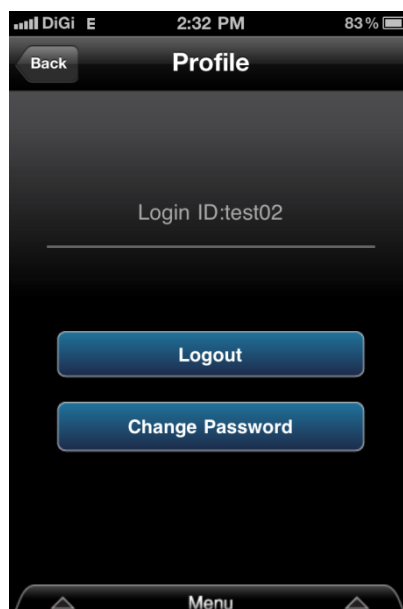 DiGi E 2:32 PM 83%
Back Profile
Login ID:test02
Logout
Change Password
Menu